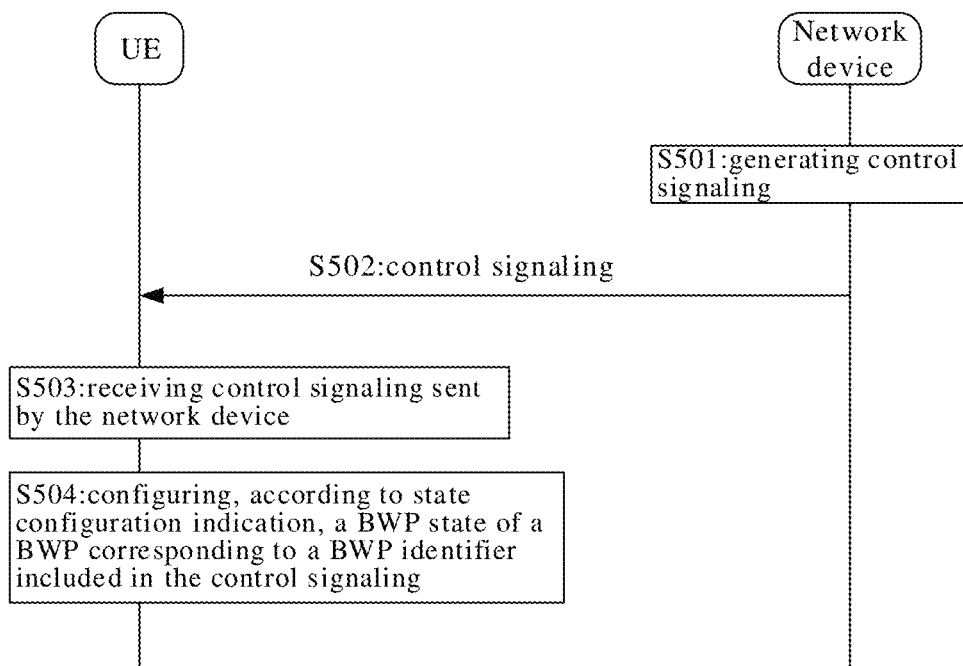 UE
Network
device
S501:generating control
signaling
S502:control signaling
S503:receiving control signaling sent
by the network device
S504:configuring, according to state
configuration indication, a BWP state of a
BWP corresponding to a BWP identifier
included in the control signaling